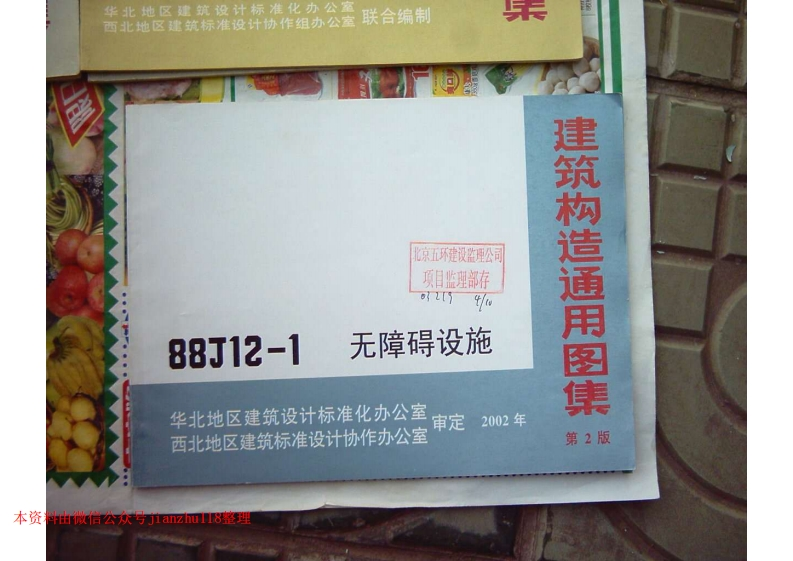 华北地区建筑设计标准化办公室
西北地区建筑标准设计协作组办公室
联合编制
集
建筑构造通用图集
第2版
北京五环建设监理公司
项目监理部存
4/10
88J12-1 无障碍设施
华北地区建筑设计标准化办公室
西北地区建筑标准设计协作办公室
审定 2002年
本资料由微信公众号jianzhu118整理